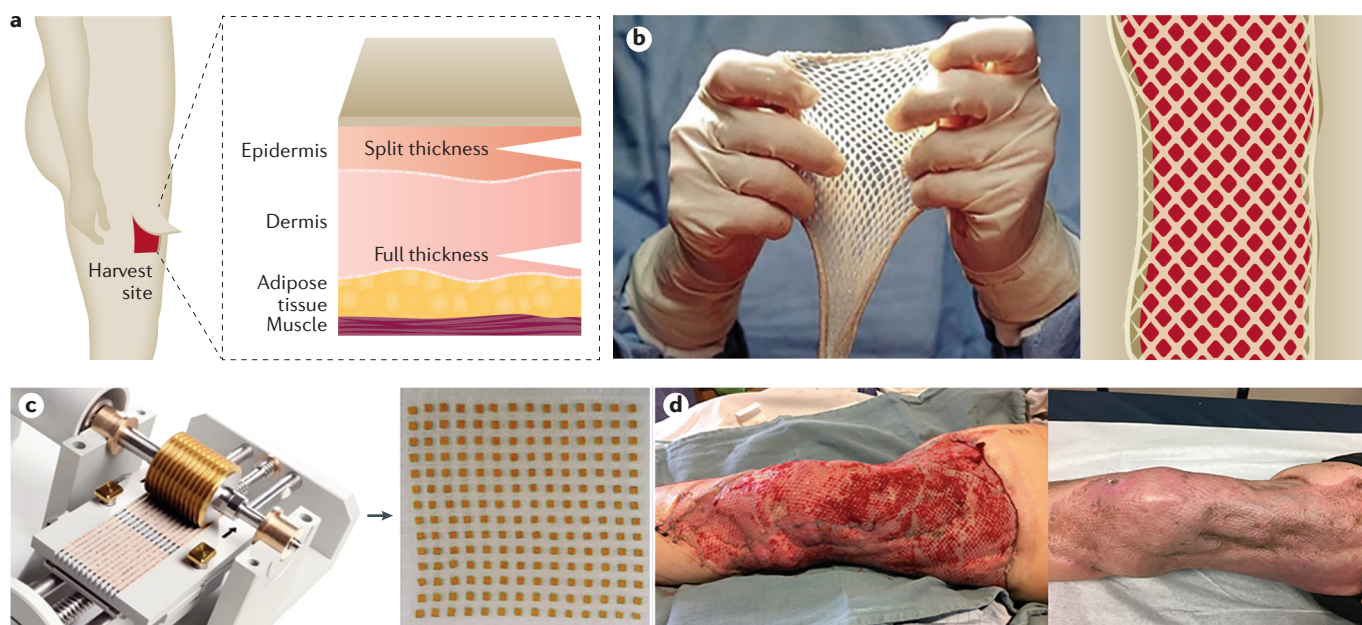 a
Epidermis
Split thickness
Dermis
Full thickness
Harvest
site
Adipose
tissue
Muscle
b
c
d